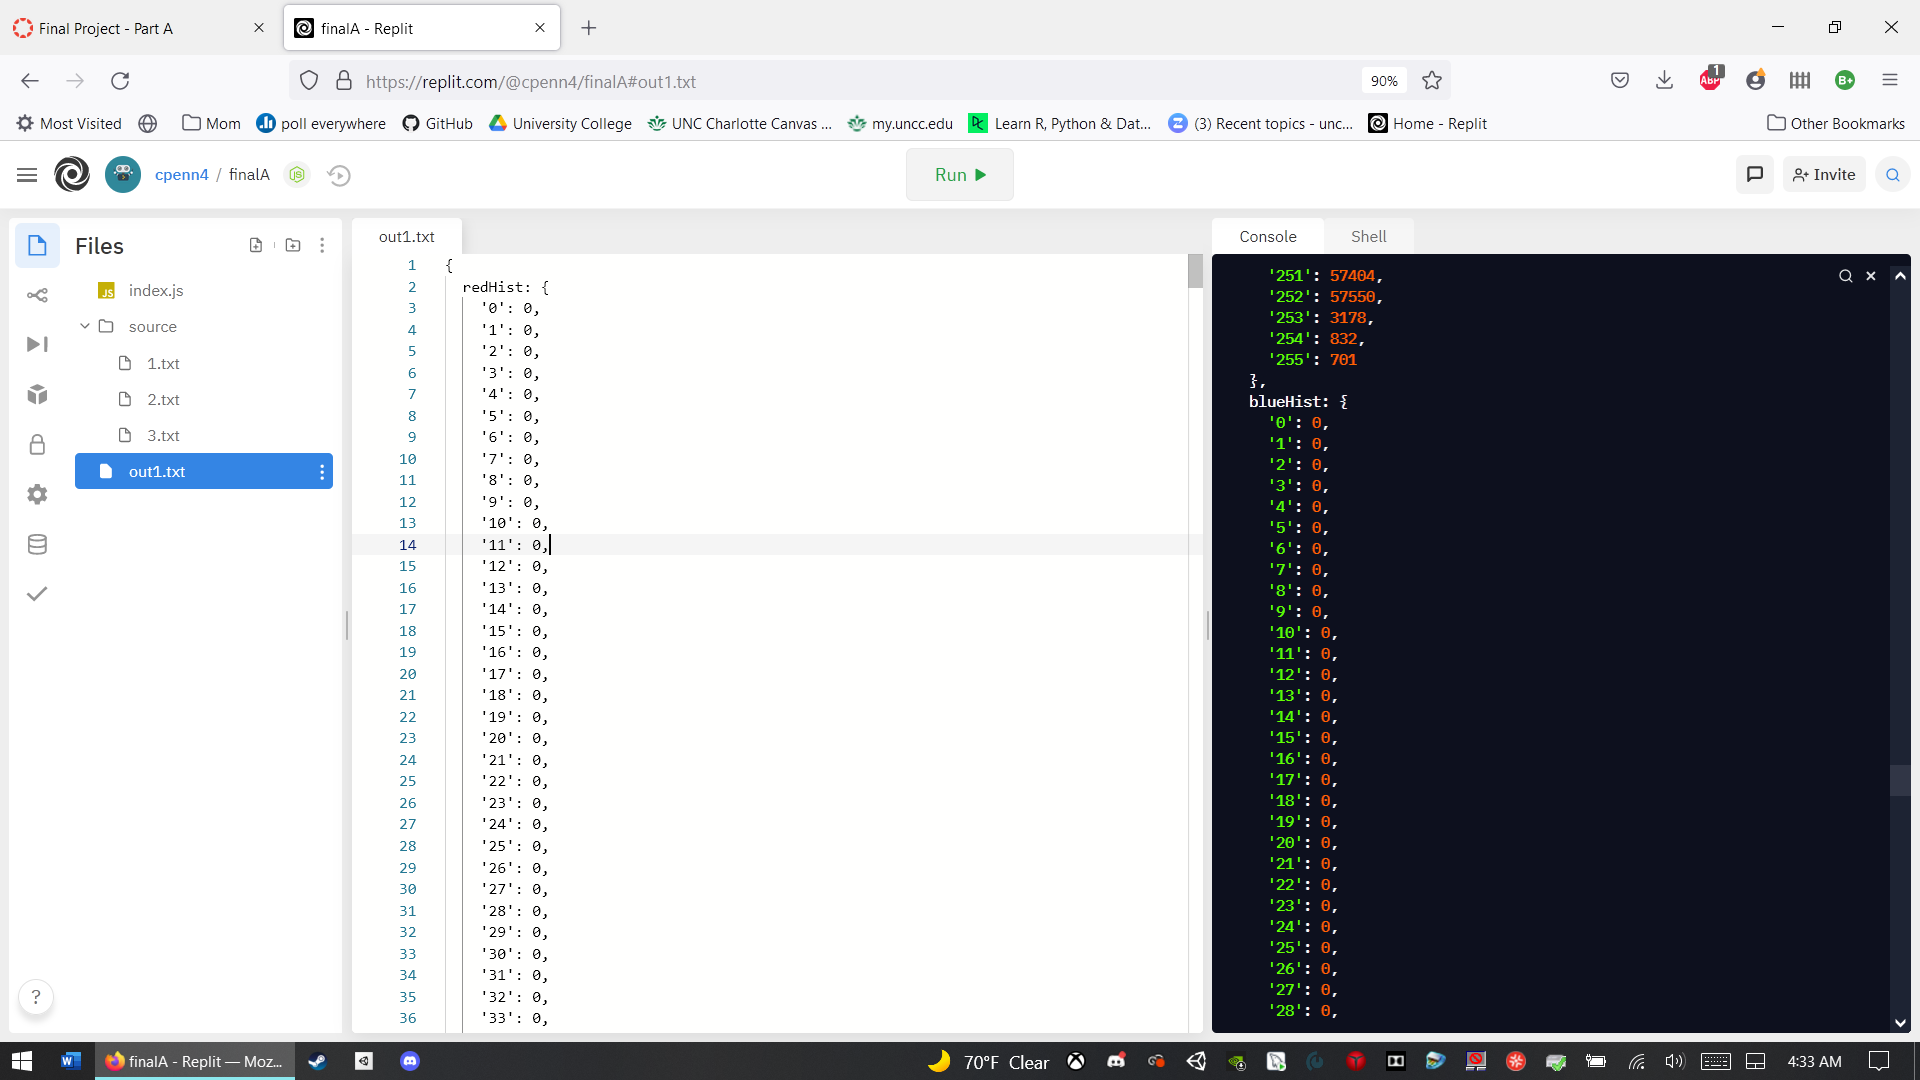 Final Project - Part A
finalA - Replit
https://replit.com/@cpenn4/finalA#out1.txt
90%
ABP
1
B+
Most Visited
Mom
poll everywhere
GitHub
University College
UNC Charlotte Canvas ...
my.uncc.edu
DC
Learn R, Python & Dat...
Z
(3) Recent topics - unc...
Home - Replit
Other Bookmarks
cpenn4 / finalA
JS
Run
Invite
Files
JS index.js
source
1.txt
2.txt
3.txt
out1.txt
?
out1.txt
1 {
2 redHist: {
3 '0': 0,
4 '1': 0,
5 '2': 0,
6 '3': 0,
7 '4': 0,
8 '5': 0,
9 '6': 0,
10 '7': 0,
11 '8': 0,
12 '9': 0,
13 '10': 0,
14 '11': 0,
15 '12': 0,
16 '13': 0,
17 '14': 0,
18 '15': 0,
19 '16': 0,
20 '17': 0,
21 '18': 0,
22 '19': 0,
23 '20': 0,
24 '21': 0,
25 '22': 0,
26 '23': 0,
27 '24': 0,
28 '25': 0,
29 '26': 0,
30 '27': 0,
31 '28': 0,
32 '29': 0,
33 '30': 0,
34 '31': 0,
35 '32': 0,
36 '33': 0,
Console
Shell
'251': 57404,
'252': 57550,
'253': 3178,
'254': 832,
'255': 701
},
blueHist: {
'0': 0,
'1': 0,
'2': 0,
'3': 0,
'4': 0,
'5': 0,
'6': 0,
'7': 0,
'8': 0,
'9': 0,
'10': 0,
'11': 0,
'12': 0,
'13': 0,
'14': 0,
'15': 0,
'16': 0,
'17': 0,
'18': 0,
'19': 0,
'20': 0,
'21': 0,
'22': 0,
'23': 0,
'24': 0,
'25': 0,
'26': 0,
'27': 0,
'28': 0,
W
finalA - Replit — Moz...
70°F Clear
4:33 AM